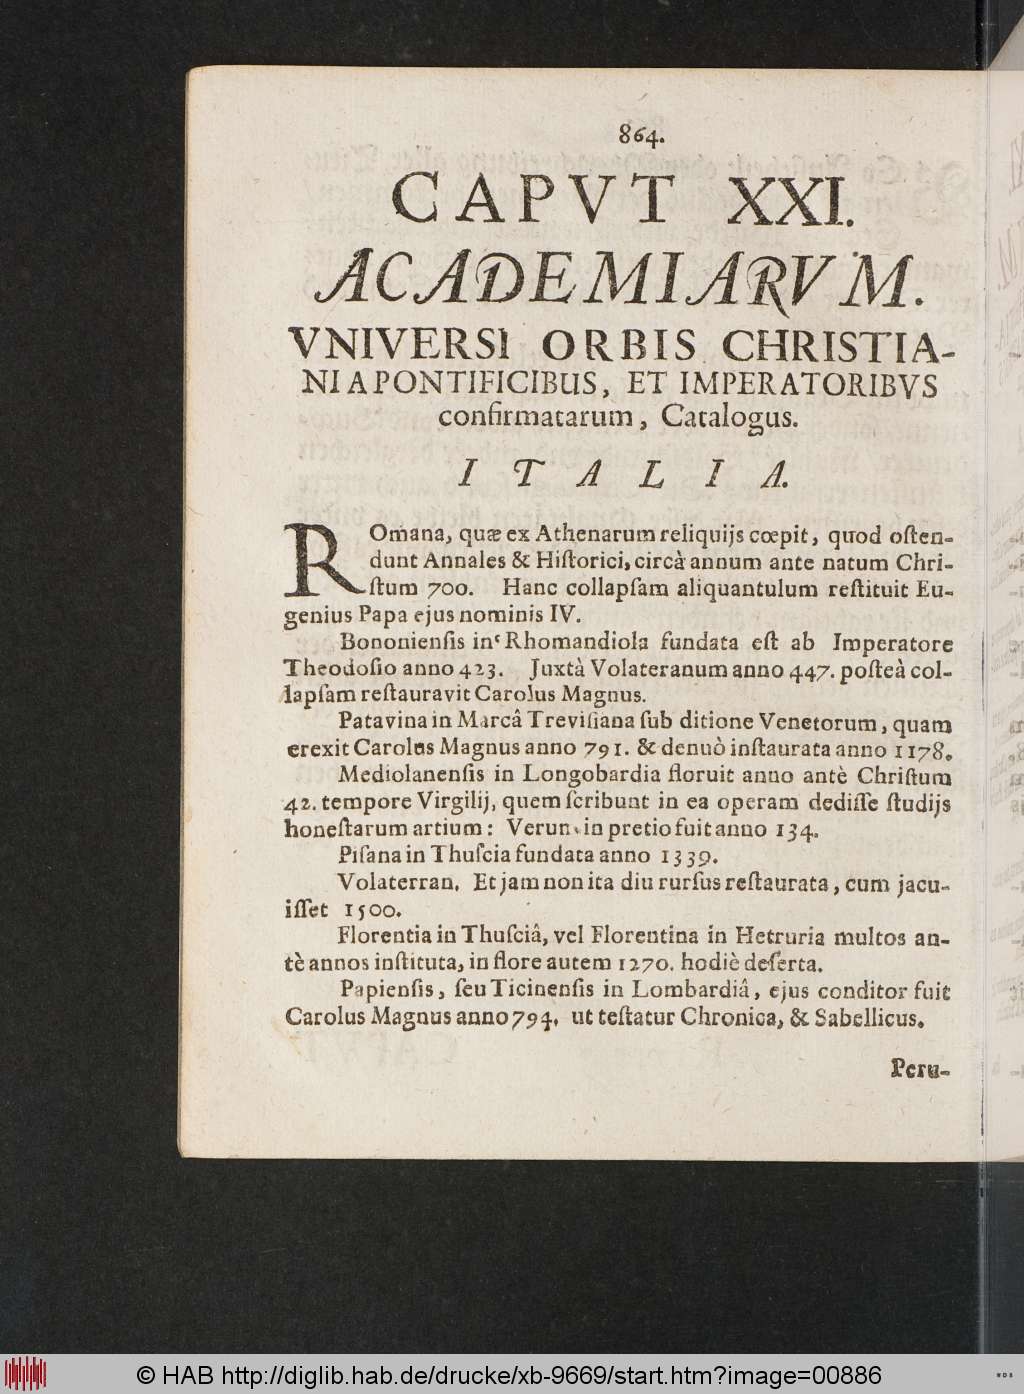 864.
CAPVT XXI.
ACADEMIARVM.
VNIVERSI ORBIS CHRISTIA-
NI A PONTIFICIBUS, ET IMPERATORIBVS
confirmatarum, Catalogus.
ITALIA.
ROmana, quæ ex Athenarum reliquijs cœpit, quod osten-
dunt Annales & Historici, circà annum ante natum Chri-
stum 700. Hanc collapsam aliquantulum restituit Eu-
genius Papa ejus nominis IV.
Bononiensis in Rhomandiola fundata est ab Imperatore
Theodosio anno 423. Juxtà Volateranum anno 447. posteà col-
lapsam restauravit Carolus Magnus.
Patavina in Marcâ Trevisiana sub ditione Venetorum, quam
erexit Carolus Magnus anno 791. & denuò instaurata anno 1178.
Mediolanensis in Longobardia floruit anno antè Christum
42. tempore Virgilij, quem scribunt in ea operam dedisse studijs
honestarum artium: Verum in pretio fuit anno 134.
Pisana in Thuscia fundata anno 1339.
Volaterran. Et jam non ita diu rursus restaurata, cum jacu-
isset 1500.
Florentia in Thusciâ, vel Florentina in Hetruria multos an-
tè annos instituta, in flore autem 1270. hodiè deserta.
Papiensis, seu Ticinensis in Lombardiâ, ejus conditor fuit
Carolus Magnus anno 794. ut testatur Chronica, & Sabellicus.
Peru-
© HAB http://diglib.hab.de/drucke/xb-9669/start.htm?image=00886